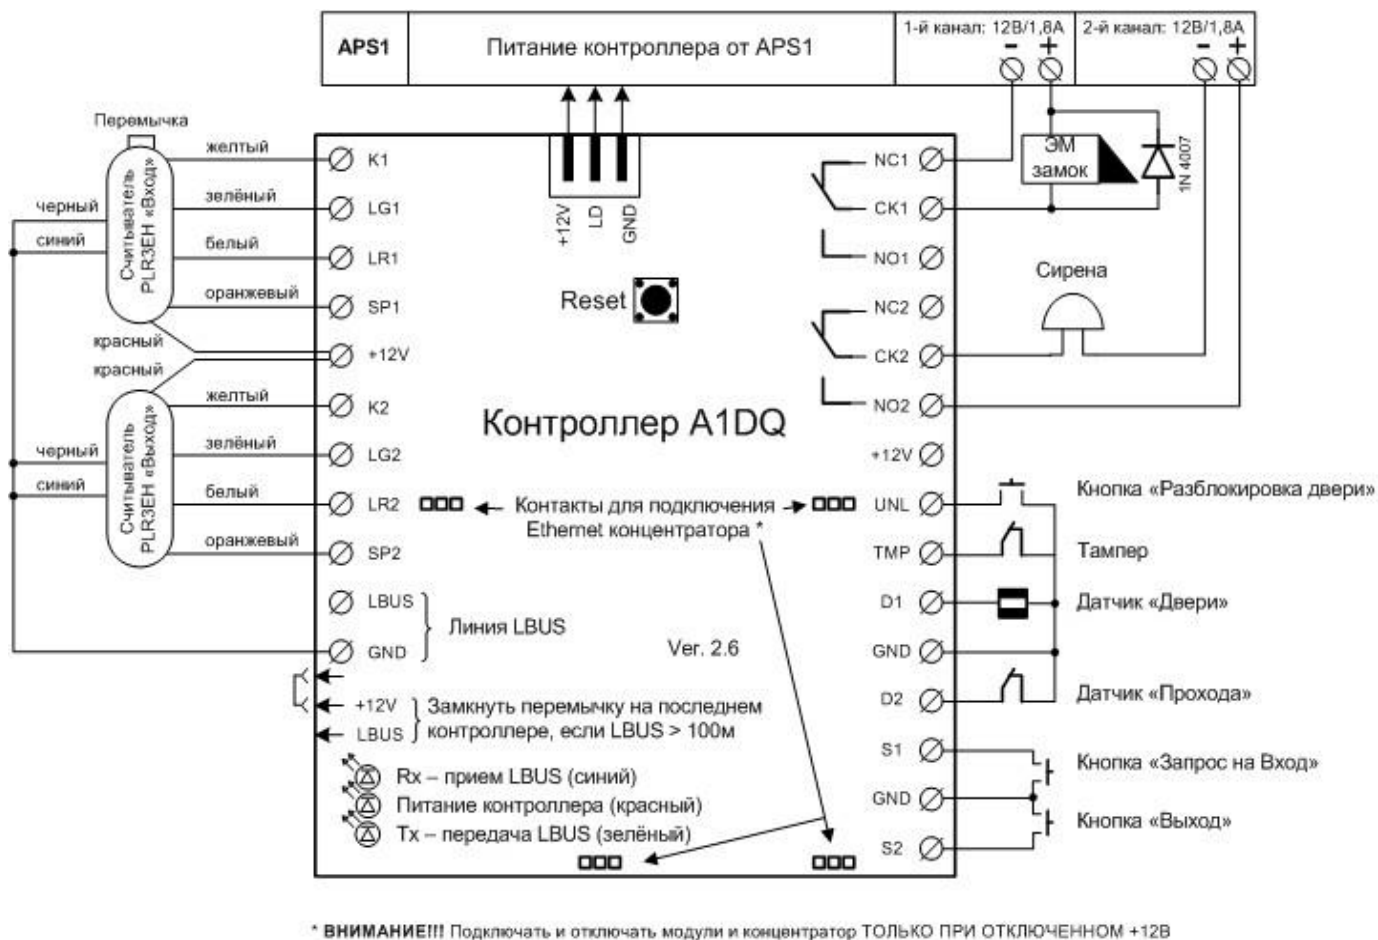 APS1
Питание контроллера от APS1
1-й канал: 12В/1,8А
- +
2-й канал: 12В/1,8А
- +
Перемычка
Считыватель
PLR3EH «Вход»
желтый
зелёный
белый
оранжевый
черный
синий
красный
красный
Считыватель
PLR3EH «Выход»
желтый
зелёный
белый
оранжевый
черный
синий
K1
LG1
LR1
SP1
+12V
K2
LG2
LR2
SP2
LBUS
GND
Линия LBUS
+12V
LBUS
Замкнуть перемычку на последнем
контроллере, если LBUS > 100м
Rx – прием LBUS (синий)
Питание контроллера (красный)
Tx – передача LBUS (зелёный)
+12V
LD
GND
Reset
Контроллер A1DQ
Контакты для подключения
Ethernet концентратора *
Ver. 2.6
NC1
CK1
NO1
NC2
CK2
NO2
+12V
UNL
TMP
D1
GND
D2
S1
GND
S2
ЭМ
замок
1N 4007
Сирена
Кнопка «Разблокировка двери»
Тампер
Датчик «Двери»
Датчик «Прохода»
Кнопка «Запрос на Вход»
Кнопка «Выход»
* ВНИМАНИЕ!!! Подключать и отключать модули и концентратор ТОЛЬКО ПРИ ОТКЛЮЧЕННОМ +12В